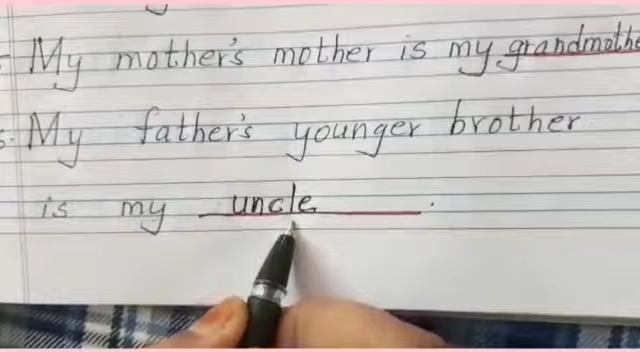 My mother's mother is my grandmothe
My father's younger brother
is my uncle.